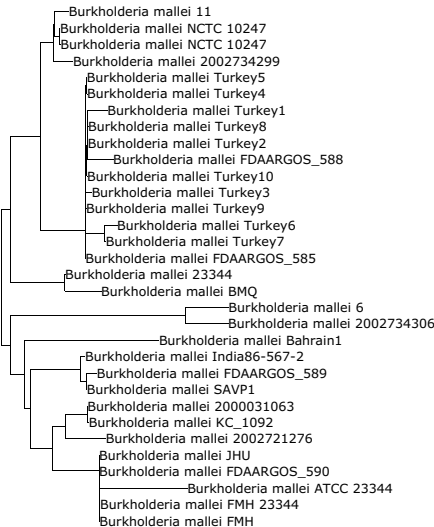 Burkholderia mallei 11
Burkholderia mallei NCTC 10247
Burkholderia mallei NCTC 10247
Burkholderia mallei 2002734299
Burkholderia mallei Turkey5
Burkholderia mallei Turkey4
Burkholderia mallei Turkey1
Burkholderia mallei Turkey8
Burkholderia mallei Turkey2
Burkholderia mallei FDAARGOS_588
Burkholderia mallei Turkey10
Burkholderia mallei Turkey3
Burkholderia mallei Turkey9
Burkholderia mallei Turkey6
Burkholderia mallei Turkey7
Burkholderia mallei FDAARGOS_585
Burkholderia mallei 23344
Burkholderia mallei BMQ
Burkholderia mallei 6
Burkholderia mallei 2002734306
Burkholderia mallei Bahrain1
Burkholderia mallei India86-567-2
Burkholderia mallei FDAARGOS_589
Burkholderia mallei SAVP1
Burkholderia mallei 2000031063
Burkholderia mallei KC_1092
Burkholderia mallei 2002721276
Burkholderia mallei JHU
Burkholderia mallei FDAARGOS_590
Burkholderia mallei ATCC 23344
Burkholderia mallei FMH 23344
Burkholderia mallei FMH